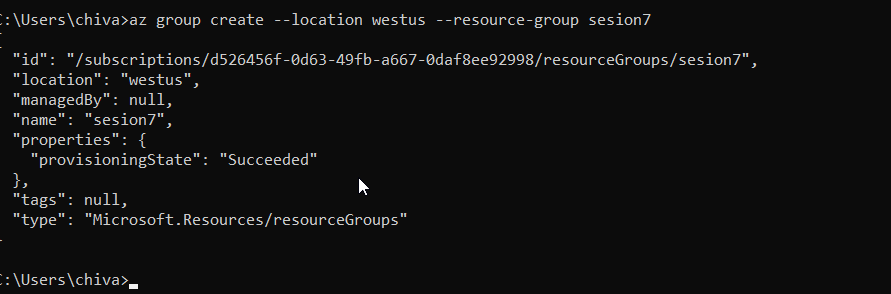 C:\Users\chiva>az group create --location westus --resource-group sesion7
{
"id": "/subscriptions/d526456f-0d63-49fb-a667-0daf8ee92998/resourceGroups/sesion7",
"location": "westus",
"managedBy": null,
"name": "sesion7",
"properties": {
"provisioningState": "Succeeded"
},
"tags": null,
"type": "Microsoft.Resources/resourceGroups"
}
C:\Users\chiva>